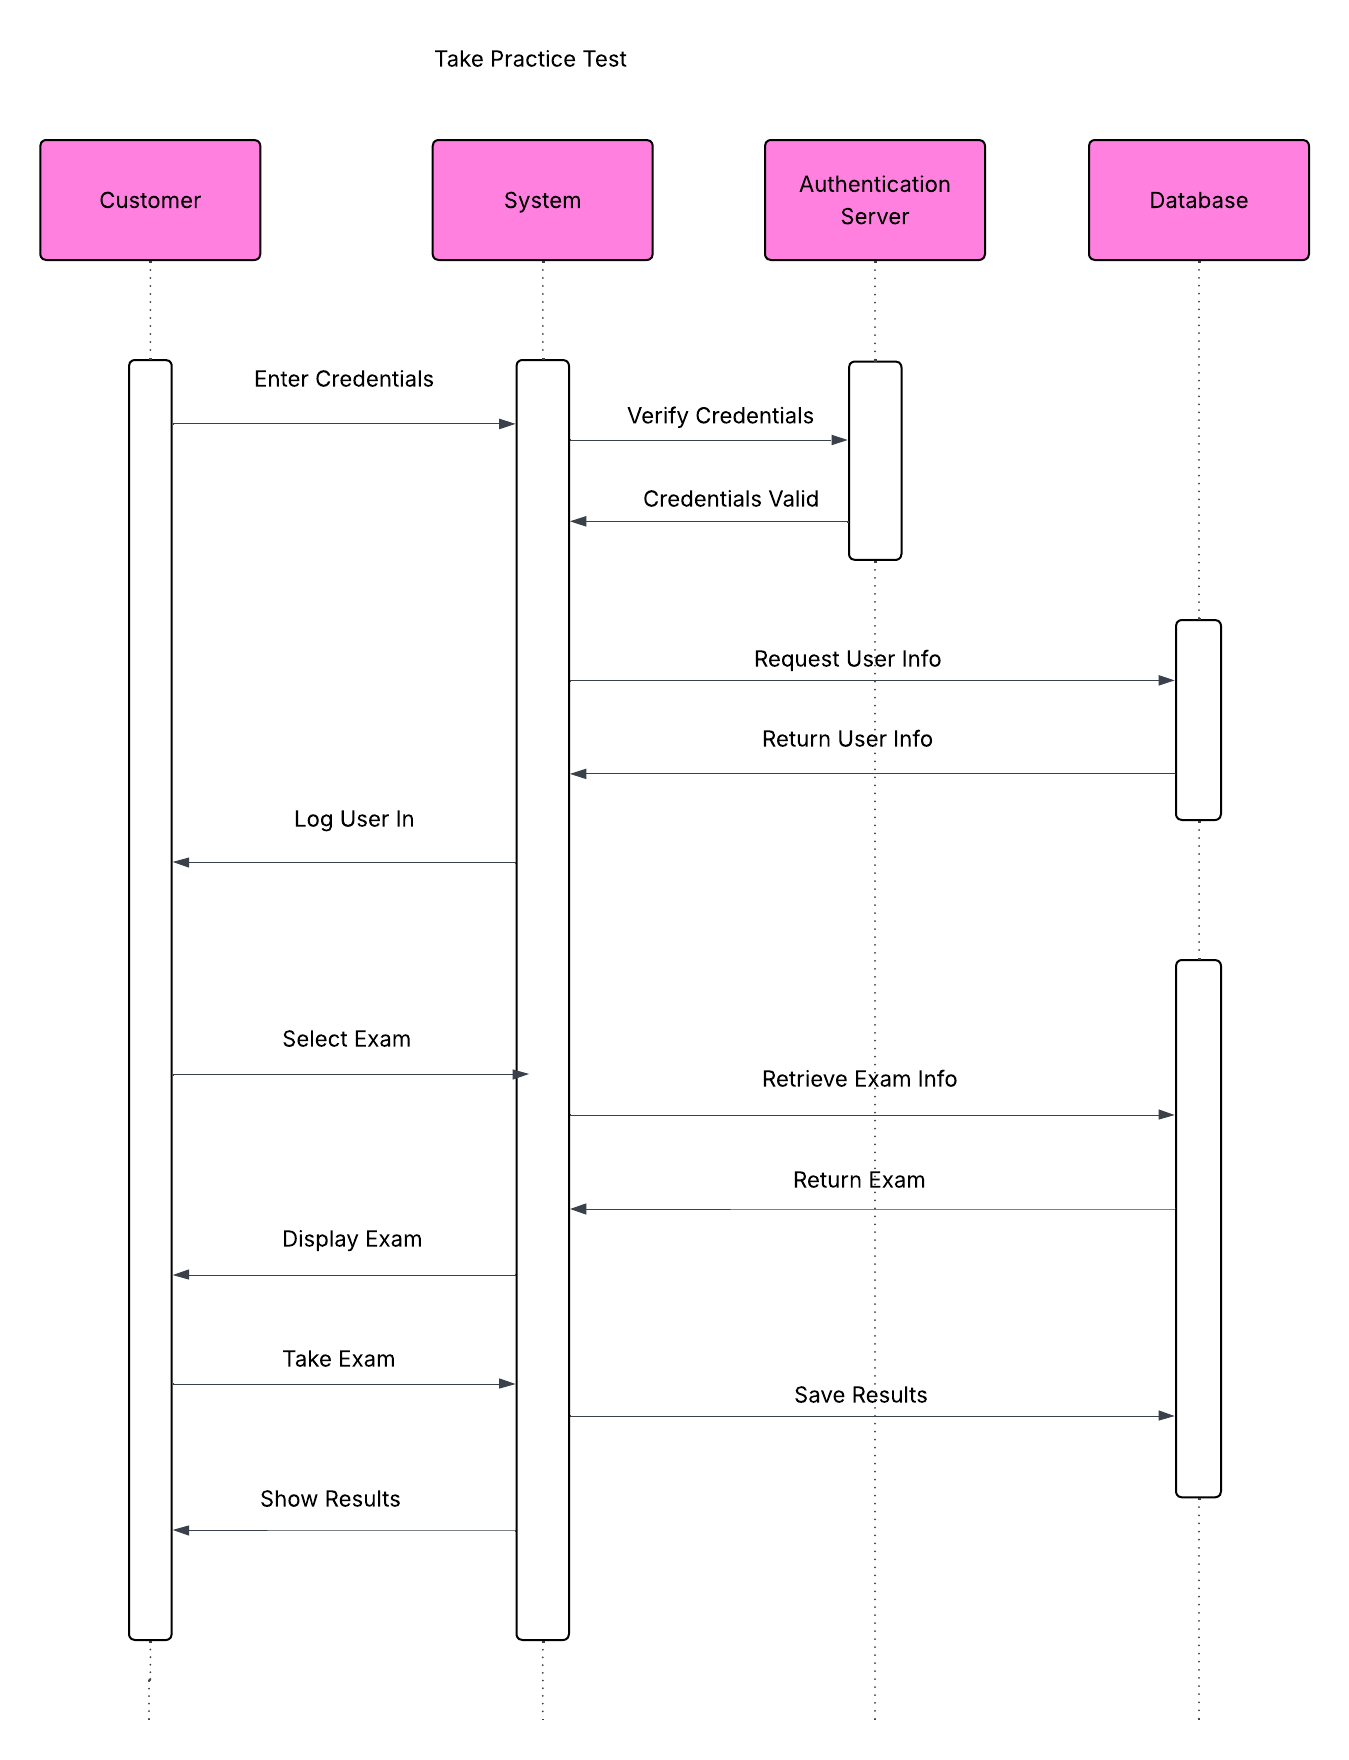 Take Practice Test
Customer
System
Authentication
Server
Database
Enter Credentials
Verify Credentials
Credentials Valid
Request User Info
Return User Info
Log User In
Select Exam
Retrieve Exam Info
Return Exam
Display Exam
Take Exam
Save Results
Show Results